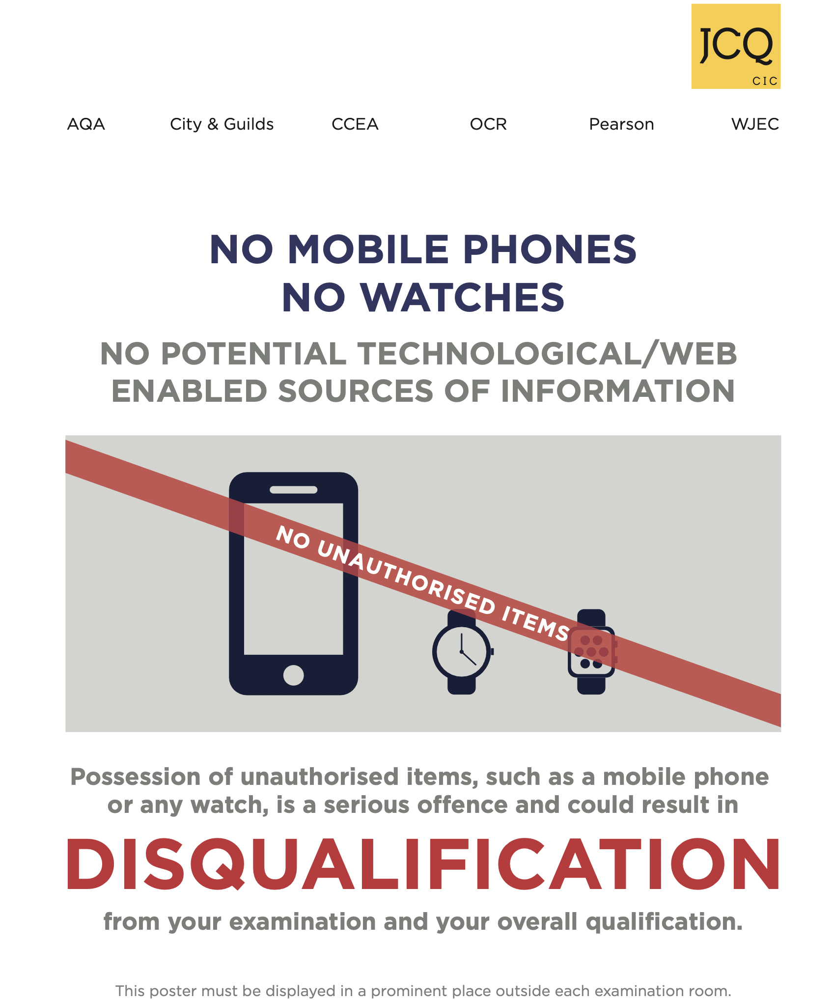 JCQ
CIC
AQA City & Guilds CCEA OCR Pearson WJEC
NO MOBILE PHONES
NO WATCHES
NO POTENTIAL TECHNOLOGICAL/WEB
ENABLED SOURCES OF INFORMATION
NO UNAUTHORISED ITEMS
Possession of unauthorised items, such as a mobile phone
or any watch, is a serious offence and could result in
DISQUALIFICATION
from your examination and your overall qualification.
This poster must be displayed in a prominent place outside each examination room.